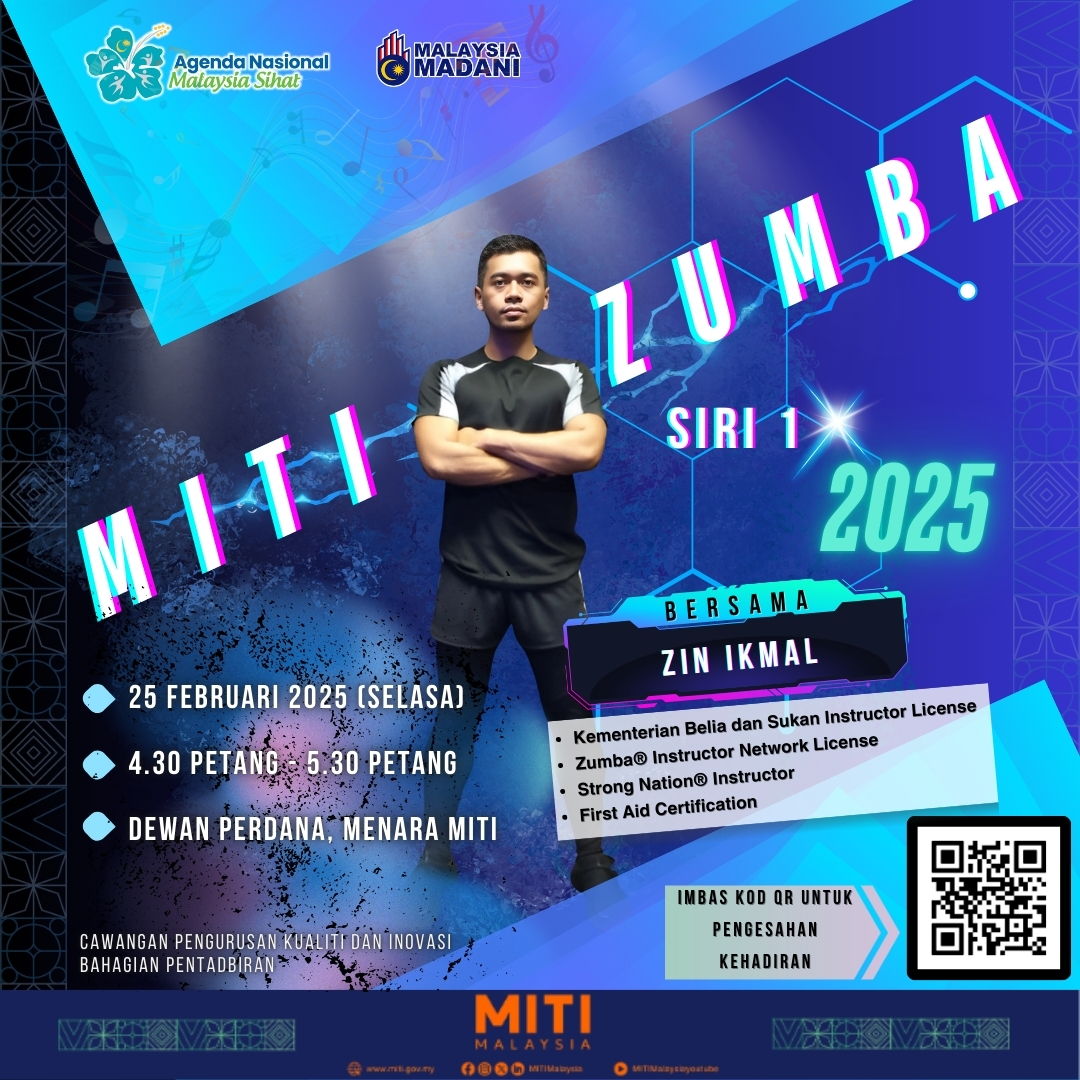 Agenda Nasional
Malaysia Sihat
MALAYSIA
MADANI
MITI ZUMBA
SIRI 1
2025
BERSAMA
ZIN IKMAL
• Kementerian Belia dan Sukan Instructor License
• Zumba® Instructor Network License
• Strong Nation® Instructor
• First Aid Certification
25 FEBRUARI 2025 (SELASA)
4.30 PETANG - 5.30 PETANG
DEWAN PERDANA, MENARA MITI
IMBAS KOD QR UNTUK
PENGESAHAN
KEHADIRAN
CAWANGAN PENGURUSAN KUALITI DAN INOVASI
BAHAGIAN PENTADBIRAN
MITI
MALAYSIA
www.miti.gov.my MITIMalaysia MITIMalaysiayoutube